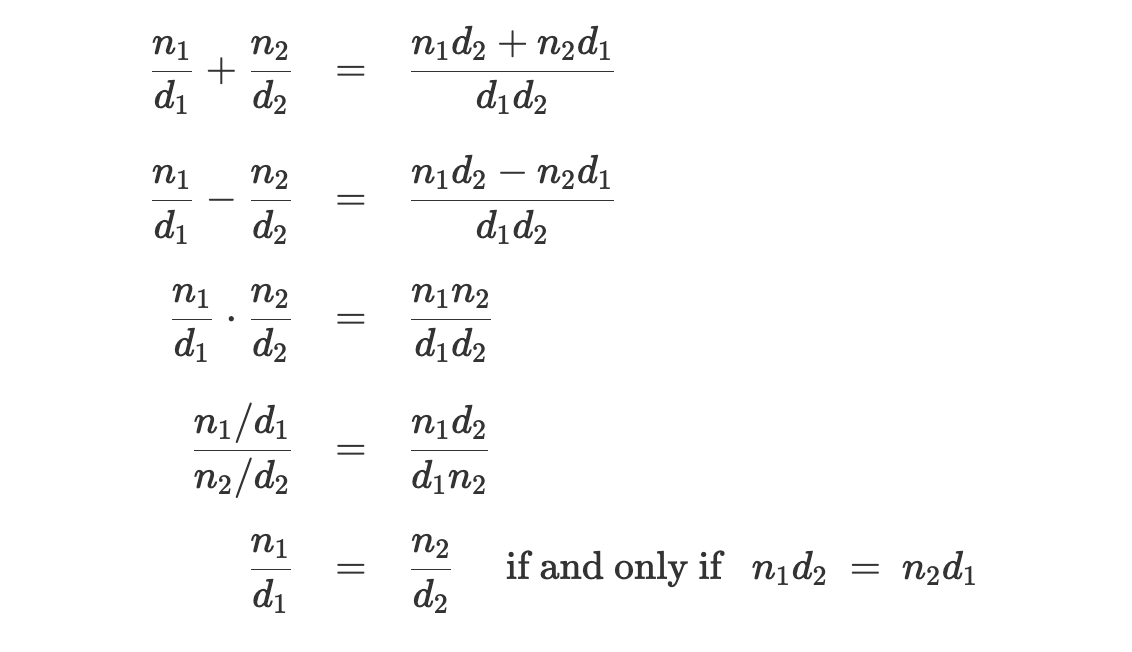 n₁/d₁ + n₂/d₂ = (n₁d₂ + n₂d₁)/(d₁d₂)
n₁/d₁ − n₂/d₂ = (n₁d₂ − n₂d₁)/(d₁d₂)
n₁/d₁ · n₂/d₂ = (n₁n₂)/(d₁d₂)
(n₁/d₁)/(n₂/d₂) = (n₁d₂)/(d₁n₂)
n₁/d₁ = n₂/d₂ if and only if n₁d₂ = n₂d₁